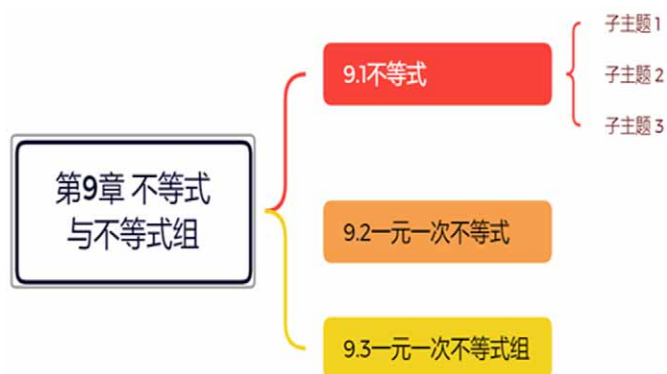 第9章 不等式
与不等式组
9.1不等式
子主题 1
子主题 2
子主题 3
9.2一元一次不等式
9.3一元一次不等式组